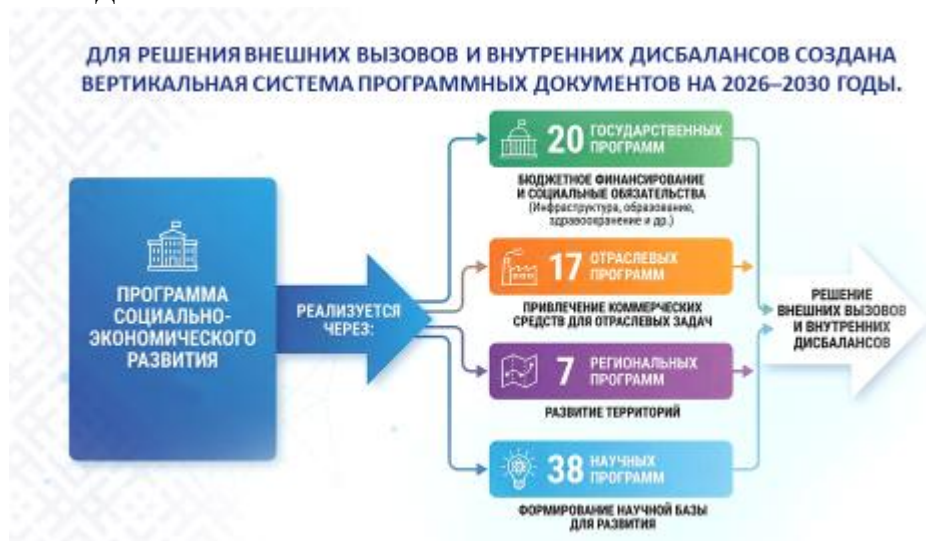 ДЛЯ РЕШЕНИЯ ВНЕШНИХ ВЫЗОВОВ И ВНУТРЕННИХ ДИСБАЛАНСОВ СОЗДАНА
ВЕРТИКАЛЬНАЯ СИСТЕМА ПРОГРАММНЫХ ДОКУМЕНТОВ НА 2026–2030 ГОДЫ.
ПРОГРАММА
СОЦИАЛЬНО-
ЭКОНОМИЧЕСКОГО
РАЗВИТИЯ
РЕАЛИЗУЕТСЯ
ЧЕРЕЗ:
20 ГОСУДАРСТВЕННЫХ
ПРОГРАММ
БЮДЖЕТНОЕ ФИНАНСИРОВАНИЕ
И СОЦИАЛЬНЫЕ ОБЯЗАТЕЛЬСТВА
(Инфраструктура, образование,
здравоохранение и др.)
17 ОТРАСЛЕВЫХ
ПРОГРАММ
ПРИВЛЕЧЕНИЕ КОММЕРЧЕСКИХ
СРЕДСТВ ДЛЯ ОТРАСЛЕВЫХ ЗАДАЧ
7 РЕГИОНАЛЬНЫХ
ПРОГРАММ
РАЗВИТИЕ ТЕРРИТОРИЙ
38 НАУЧНЫХ
ПРОГРАММ
ФОРМИРОВАНИЕ НАУЧНОЙ БАЗЫ
ДЛЯ РАЗВИТИЯ
РЕШЕНИЕ
ВНЕШНИХ ВЫЗОВОВ
И ВНУТРЕННИХ
ДИСБАЛАНСОВ